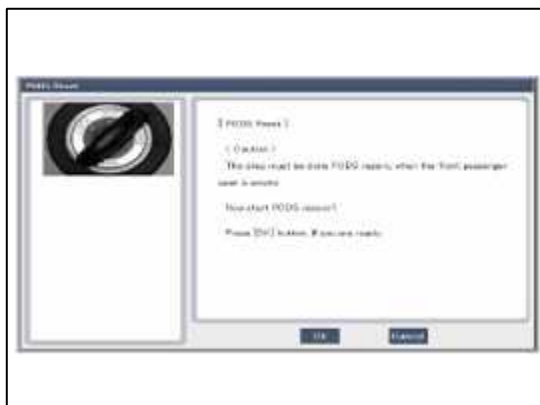 PODS Reset
[ PODS Reset ]
( Caution )
This step must be done PODS reset, when the front passenger
seat is
Now start PODS
Press [OK] button, if you are ready.
OK
Cancel